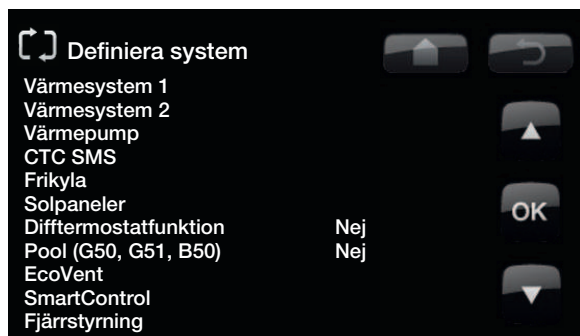 Definiera system
Värmesystem 1
Värmesystem 2
Värmepump
CTC SMS
Frikyla
Solpaneler
Difftermostatfunktion Nej
Pool (G50, G51, B50) Nej
EcoVent
SmartControl
Fjärrstyrning
OK